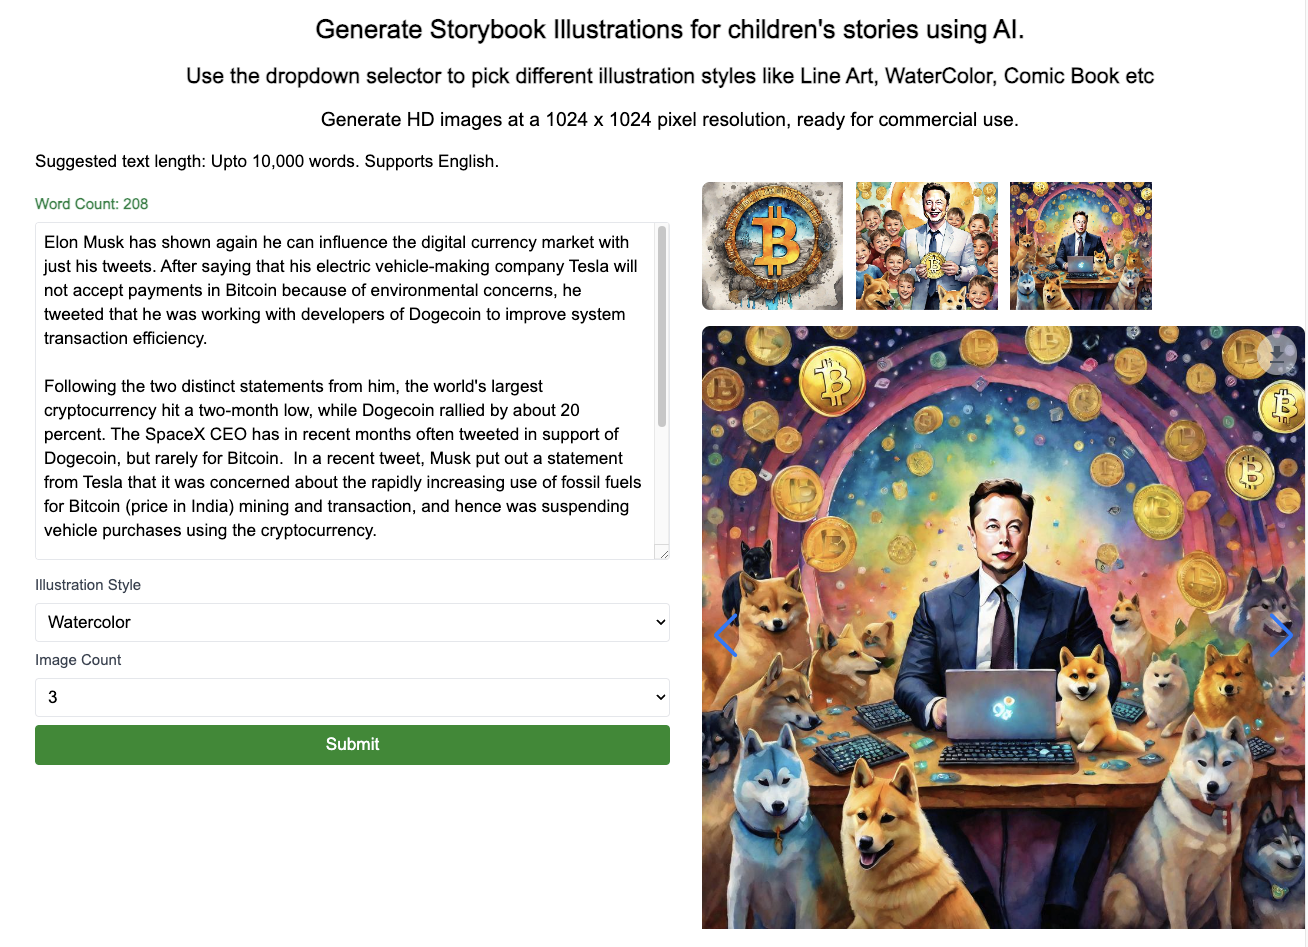 Generate Storybook Illustrations for children's stories using AI.
Use the dropdown selector to pick different illustration styles like Line Art, WaterColor, Comic Book etc
Generate HD images at a 1024 x 1024 pixel resolution, ready for commercial use.
Suggested text length: Upto 10,000 words. Supports English.
Word Count: 208
Elon Musk has shown again he can influence the digital currency market with
just his tweets. After saying that his electric vehicle-making company Tesla will
not accept payments in Bitcoin because of environmental concerns, he
tweeted that he was working with developers of Dogecoin to improve system
transaction efficiency.
Following the two distinct statements from him, the world's largest
cryptocurrency hit a two-month low, while Dogecoin rallied by about 20
percent. The SpaceX CEO has in recent months often tweeted in support of
Dogecoin, but rarely for Bitcoin.  In a recent tweet, Musk put out a statement
from Tesla that it was concerned about the rapidly increasing use of fossil fuels
for Bitcoin (price in India) mining and transaction, and hence was suspending
vehicle purchases using the cryptocurrency.
Illustration Style
Watercolor
Image Count
3
Submit